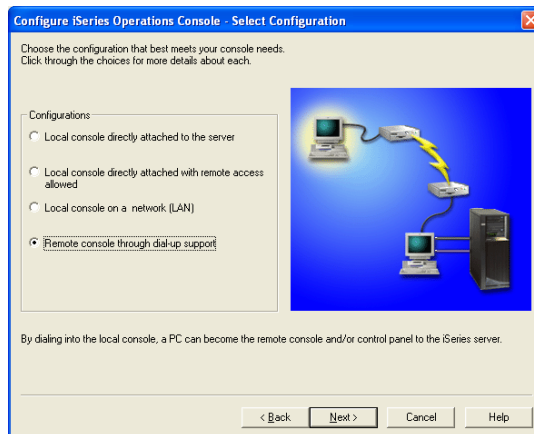 Configure iSeries Operations Console - Select Configuration
Choose the configuration that best meets your console needs.
Click through the choices for more details about each.
Configurations
Local console directly attached to the server
Local console directly attached with remote access
allowed
Local console on a network (LAN)
Remote console through dial-up support
By dialing into the local console, a PC can become the remote console and/or control panel to the iSeries server.
< Back
Next >
Cancel
Help